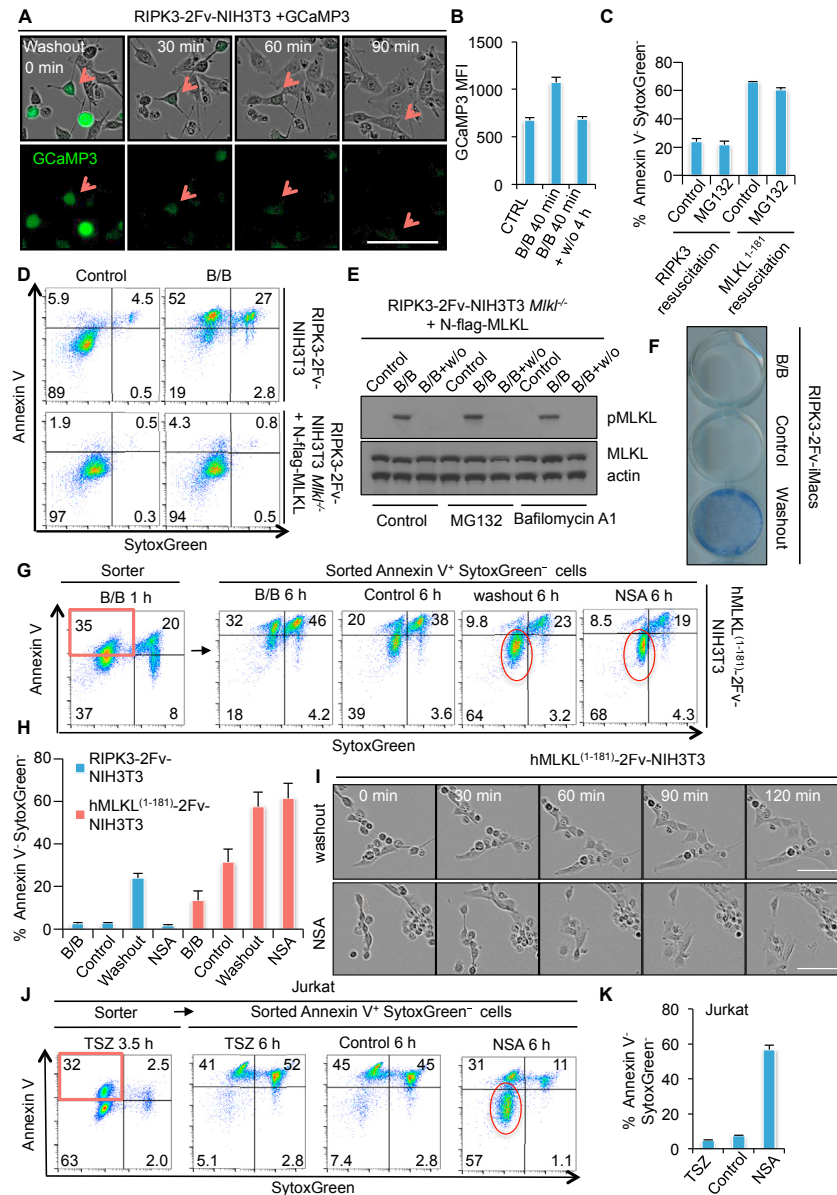 A
RIPK3-2Fv-NIH3T3 +GCaMP3
Washout
0 min
30 min
60 min
90 min
GCaMP3
B
GCaMP3 MFI
1500
1000
500
0
CTRL
B/B 40 min
B/B 40 min
+ w/o 4 h
C
% Annexin V- SytoxGreen-
80
60
40
20
0
Control
MG132
Control
MG132
RIPK3
resuscitation
MLKL1-181
resuscitation
D
Control
B/B
5.9
4.5
89
0.5
52
27
19
2.8
RIPK3-2Fv-
NIH3T3
1.9
0.5
97
0.3
4.3
0.8
94
0.5
RIPK3-2Fv-
NIH3T3 Mlkl-/-
+ N-flag-MLKL
Annexin V
SytoxGreen
E
RIPK3-2Fv-NIH3T3 Mlkl-/-
+ N-flag-MLKL
Control
B/B
B/B+w/o
Control
B/B
B/B+w/o
Control
B/B
B/B+w/o
pMLKL
MLKL
actin
Control
MG132
Bafilomycin A1
F
B/B
Control
Washout
RIPK3-2Fv-iMacs
G
Sorter
Sorted Annexin V+ SytoxGreen- cells
B/B 1 h
B/B 6 h
Control 6 h
washout 6 h
NSA 6 h
35
20
37
8
32
46
18
4.2
20
38
39
3.6
9.8
23
64
3.2
8.5
19
68
4.3
Annexin V
SytoxGreen
hMLKL(1-181)-2Fv-
NIH3T3
H
% Annexin V- SytoxGreen-
80
60
40
20
0
RIPK3-2Fv-
NIH3T3
hMLKL(1-181)-2Fv-
NIH3T3
B/B
Control
Washout
NSA
B/B
Control
Washout
NSA
I
hMLKL(1-181)-2Fv-NIH3T3
0 min
30 min
60 min
90 min
120 min
washout
NSA
J
Jurkat
Sorter
Sorted Annexin V+ SytoxGreen- cells
TSZ 3.5 h
TSZ 6 h
Control 6 h
NSA 6 h
32
2.5
63
2.0
41
52
5.1
2.8
45
45
7.4
2.8
31
11
57
1.1
Annexin V
SytoxGreen
K
Jurkat
% Annexin V-
SytoxGreen-
80
60
40
20
0
TSZ
Control
NSA